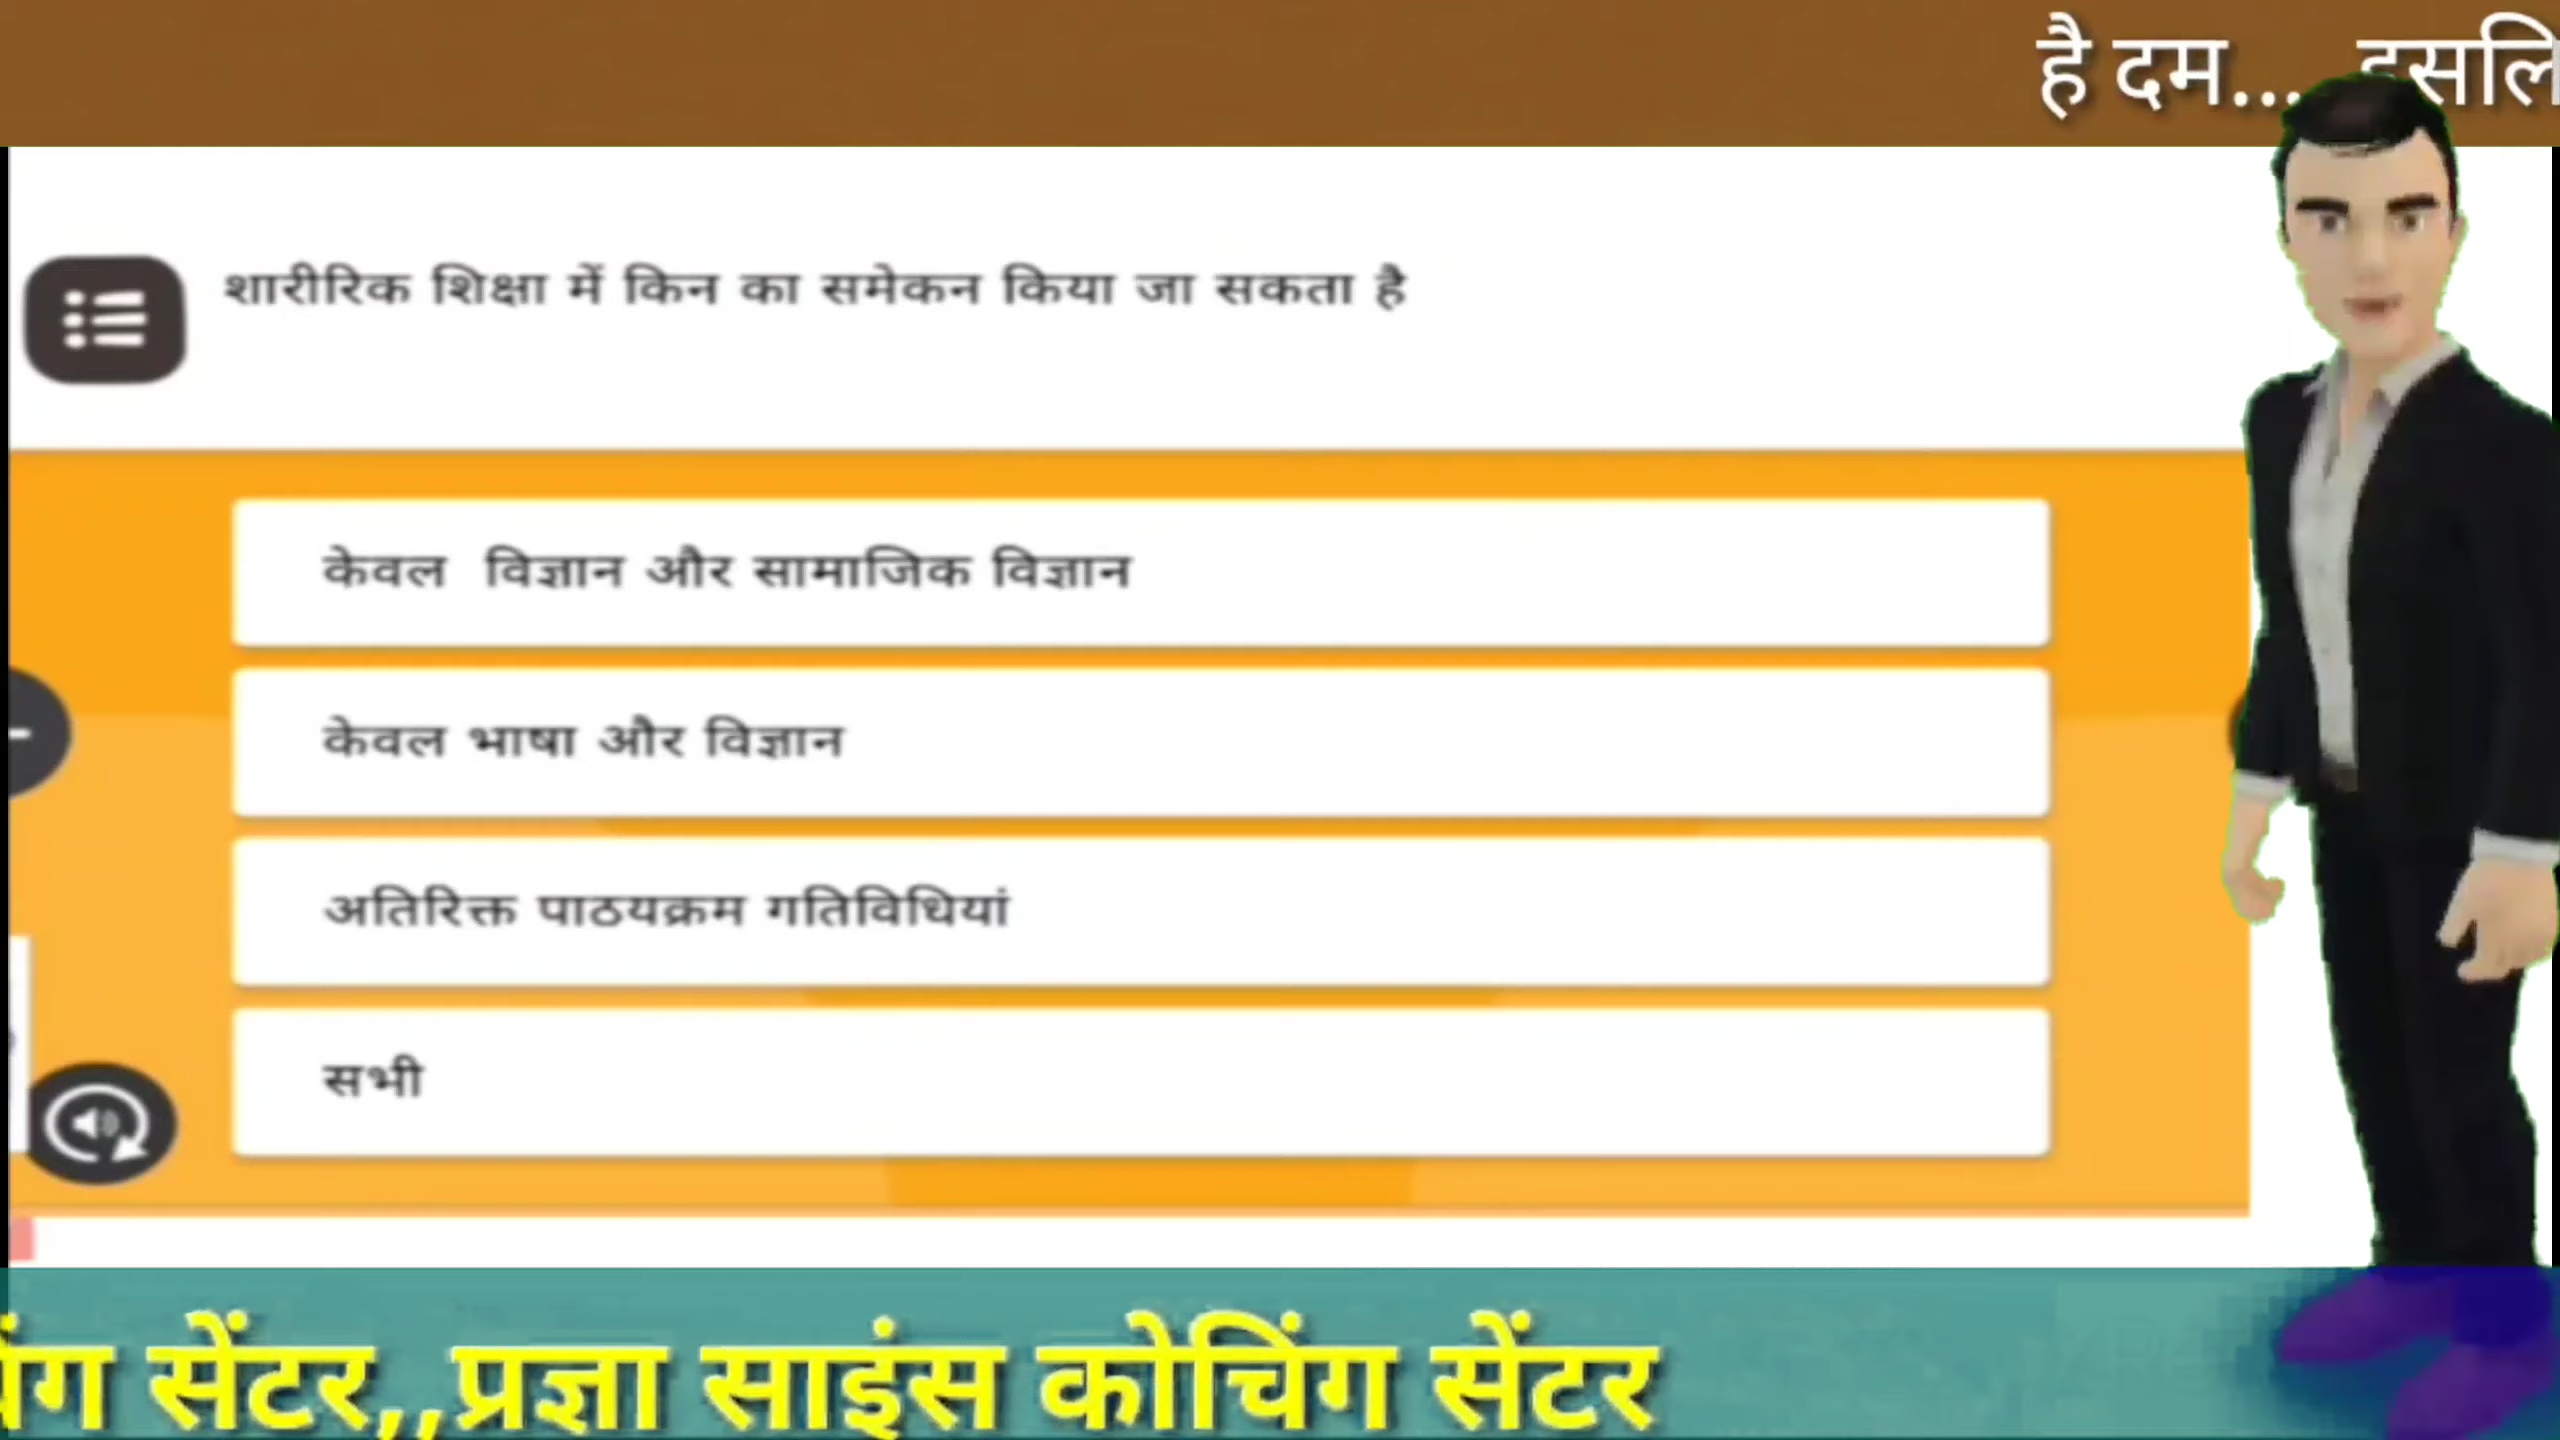 है दम...
शारीरिक शिक्षा में किन का समेकन किया जा सकता है
केवल विज्ञान और सामाजिक विज्ञान
केवल भाषा और विज्ञान
अतिरिक्त पाठयक्रम गतिविधियां
सभी
सेंटर,,प्रज्ञा साइंस कोचिंग सेंटर